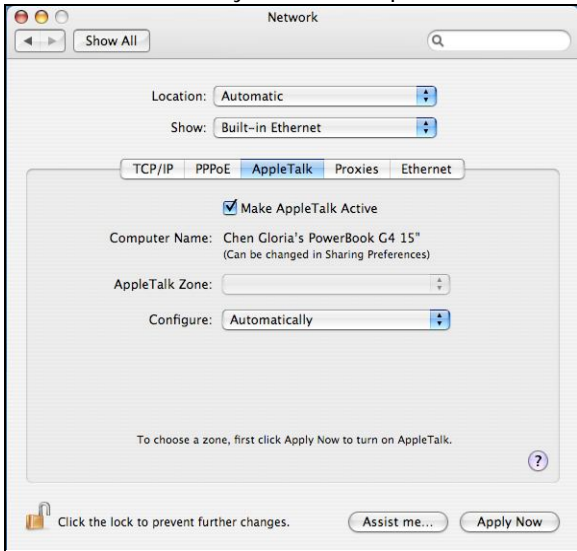 Network
Show All
Location: Automatic
Show: Built-in Ethernet
TCP/IP PPPoE AppleTalk Proxies Ethernet
Make AppleTalk Active
Computer Name: Chen Gloria's PowerBook G4 15"
(Can be changed in Sharing Preferences)
AppleTalk Zone:
Configure: Automatically
To choose a zone, first click Apply Now to turn on AppleTalk.
?
Click the lock to prevent further changes. Assist me... Apply Now